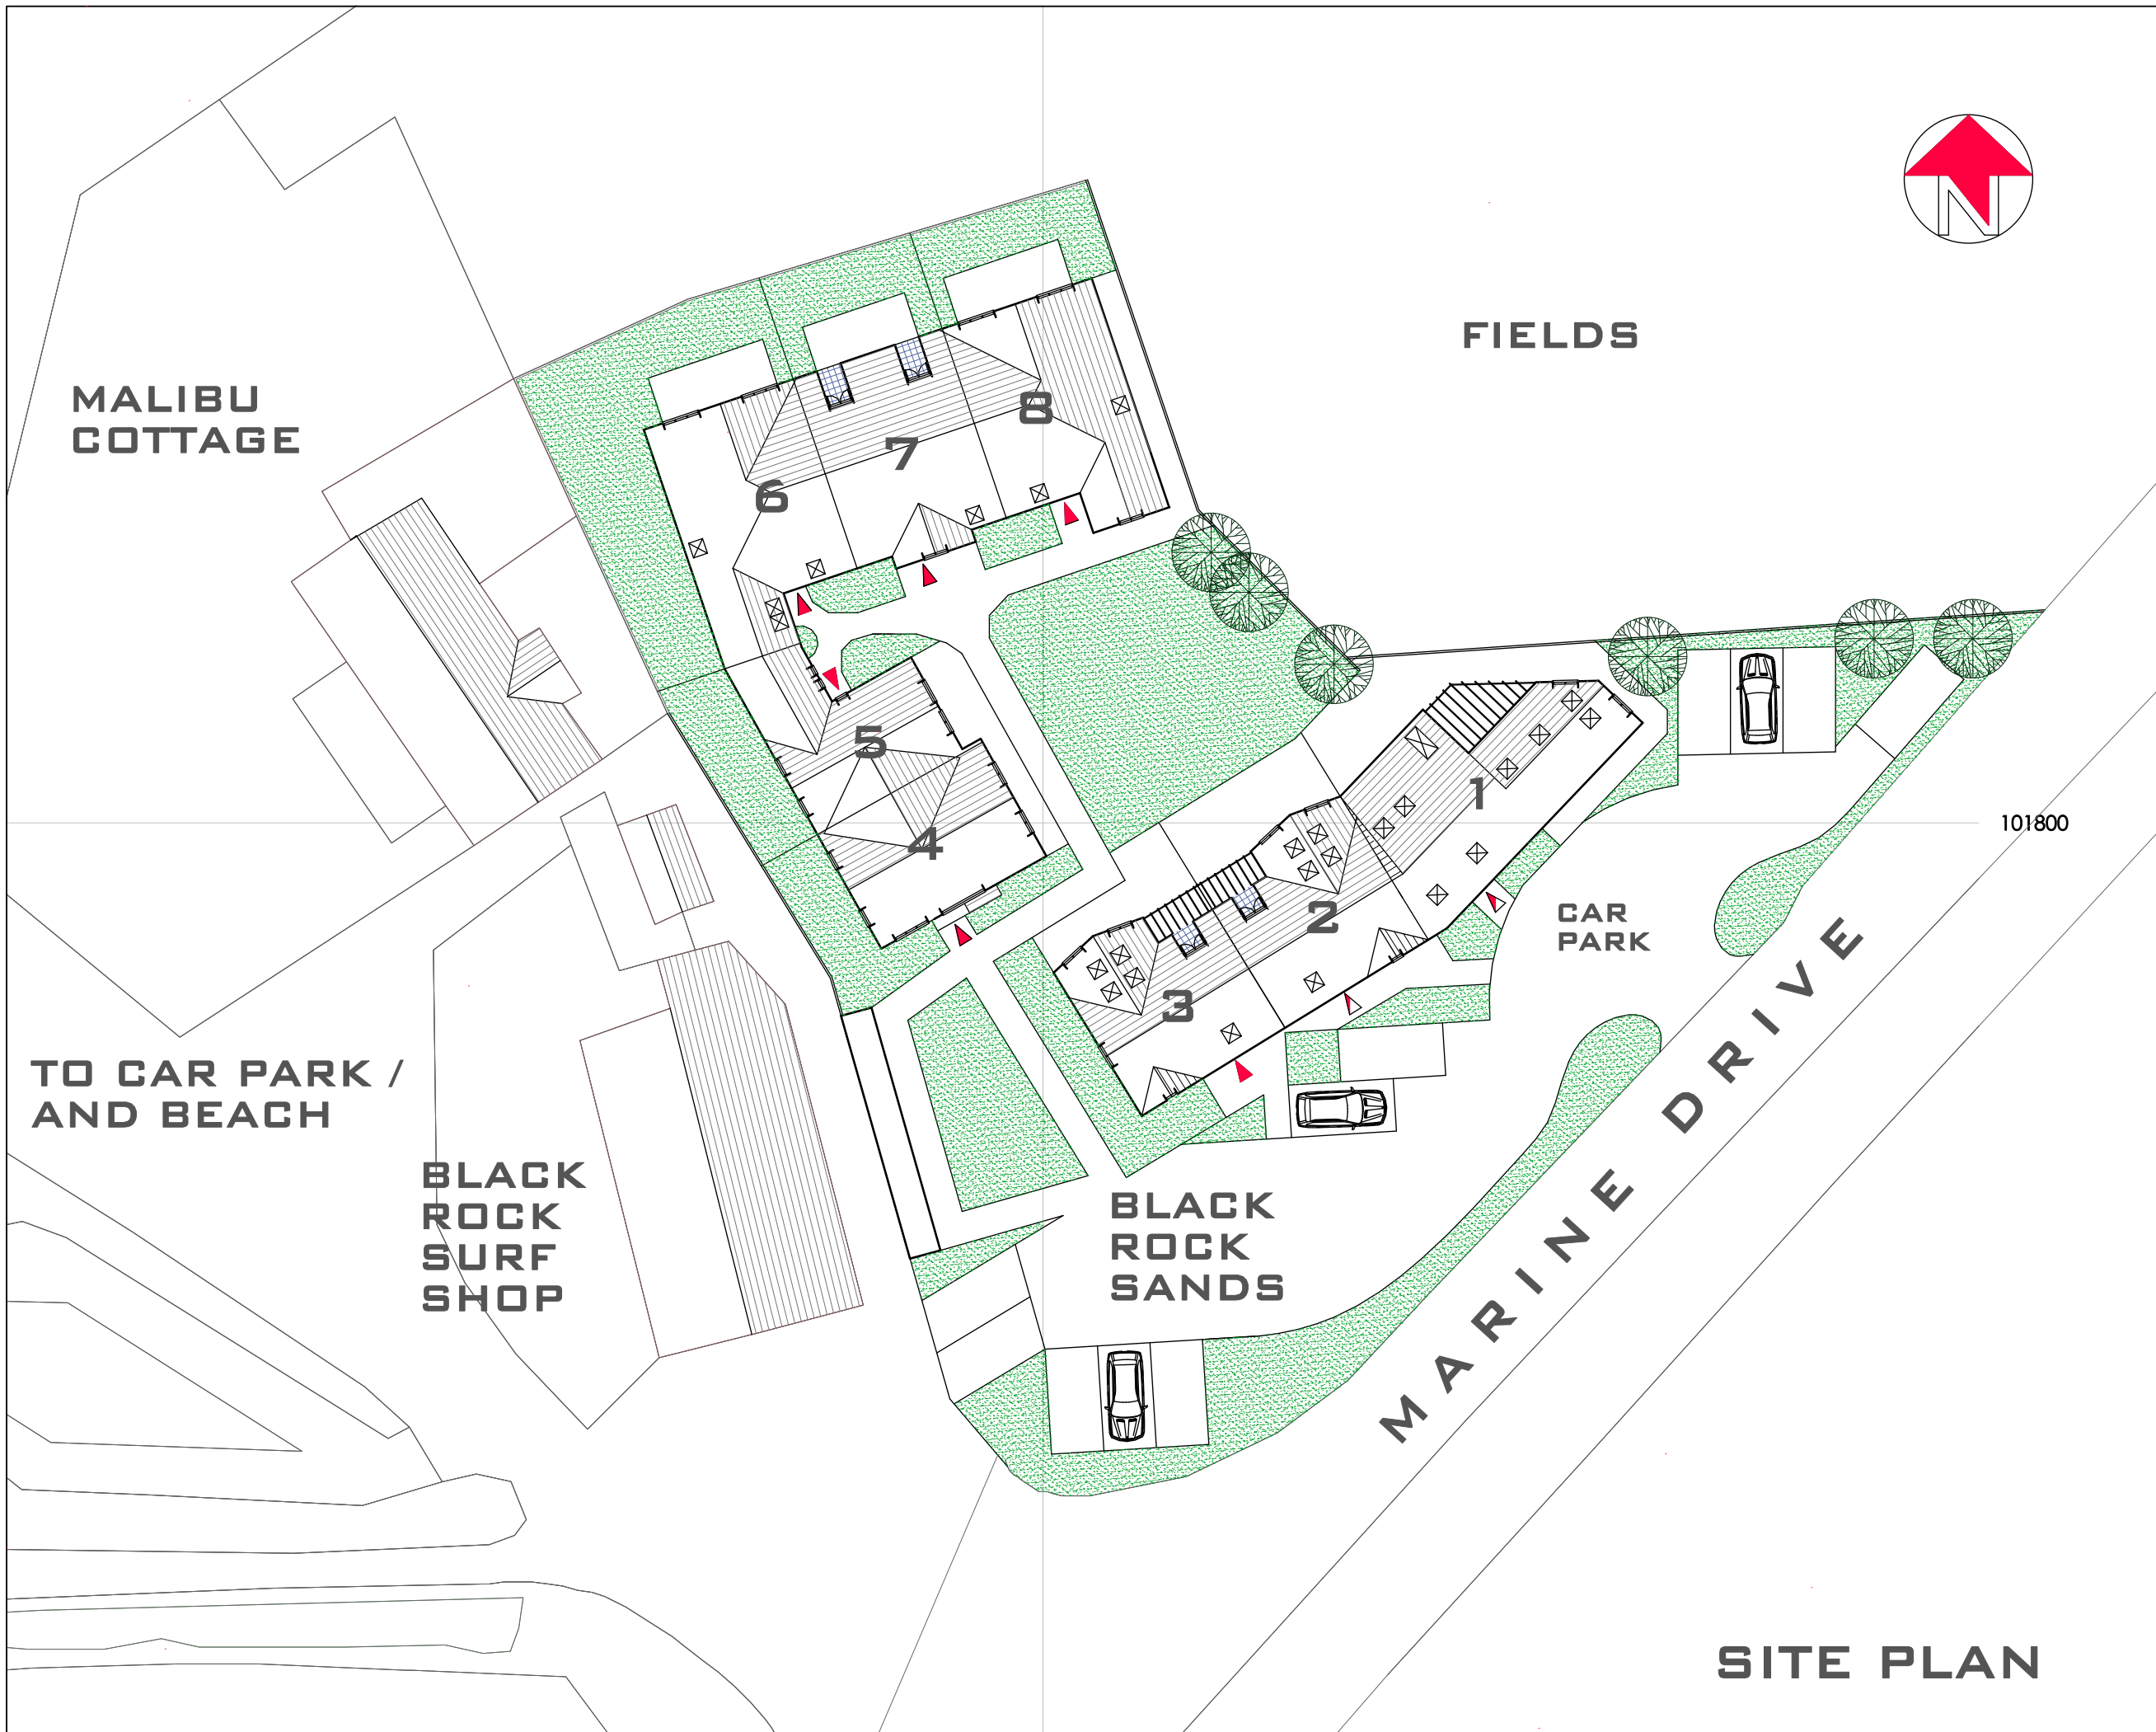 N
FIELDS
MALIBU
COTTAGE
8
7
6
5
1
4
101800
2
CAR
PARK
3
TO CAR PARK /
AND BEACH
BLACK
ROCK
SURF
SHOP
BLACK
ROCK
SANDS
MARINE DRIVE
SITE PLAN